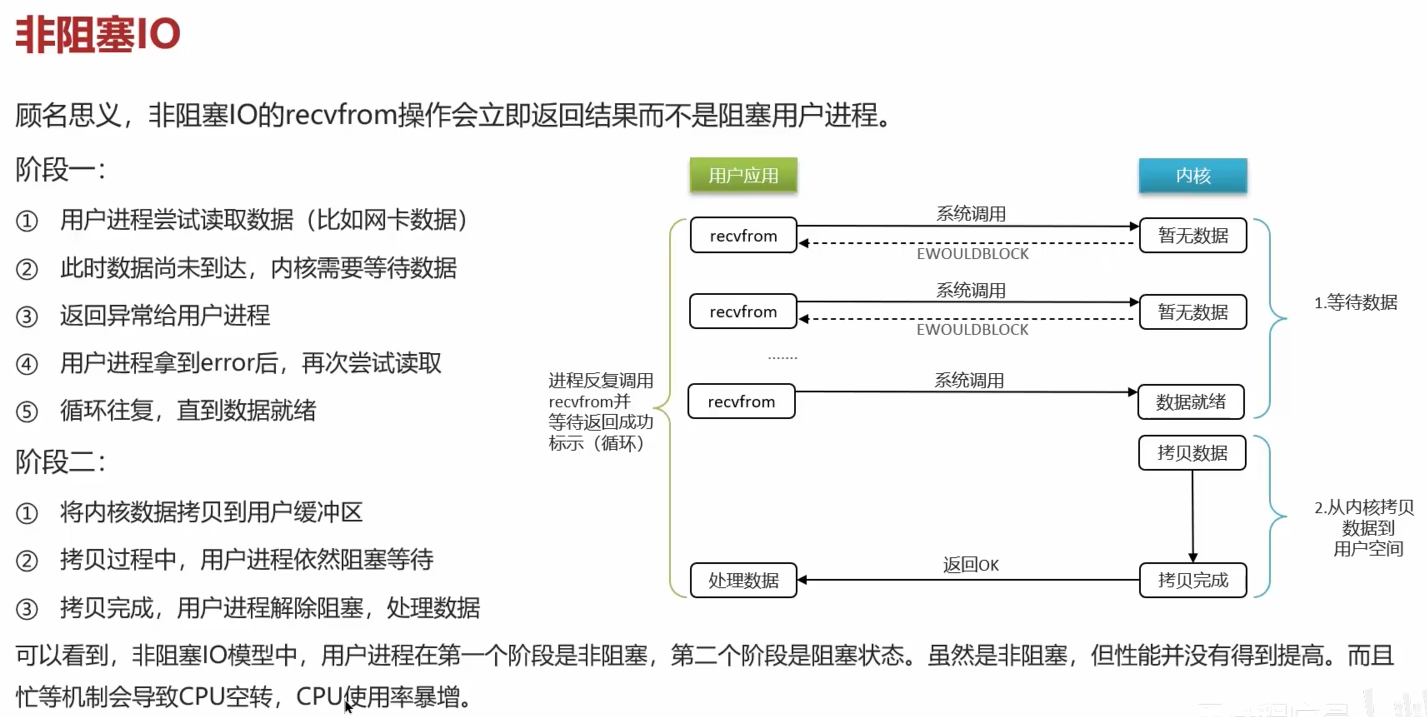 非阻塞IO
顾名思义，非阻塞IO的recvfrom操作会立即返回结果而不是阻塞用户进程。
阶段一：
① 用户进程尝试读取数据（比如网卡数据）
② 此时数据尚未到达，内核需要等待数据
③ 返回异常给用户进程
④ 用户进程拿到error后，再次尝试读取
⑤ 循环往复，直到数据就绪
阶段二：
① 将内核数据拷贝到用户缓冲区
② 拷贝过程中，用户进程依然阻塞等待
③ 拷贝完成，用户进程解除阻塞，处理数据
用户应用
内核
recvfrom
系统调用
暂无数据
EWOULDBLOCK
recvfrom
系统调用
暂无数据
EWOULDBLOCK
.......
recvfrom
系统调用
数据就绪
进程反复调用
recvfrom并
等待返回成功
标示（循环）
1.等待数据
拷贝数据
2.从内核拷贝
数据到
用户空间
处理数据
返回OK
拷贝完成
可以看到，非阻塞IO模型中，用户进程在第一个阶段是非阻塞，第二个阶段是阻塞状态。虽然是非阻塞，但性能并没有得到提高。而且
忙等机制会导致CPU空转，CPU使用率暴增。